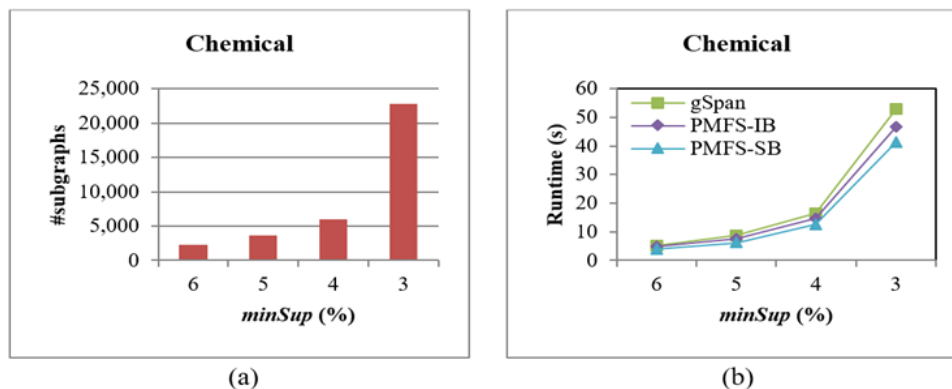 Chemical
25,000
20,000
15,000
10,000
5,000
0
#subgraphs
6 5 4 3
minSup (%)
(a)
Chemical
60
50
40
30
20
10
0
Runtime (s)
gSpan
PMFS-IB
PMFS-SB
6 5 4 3
minSup (%)
(b)